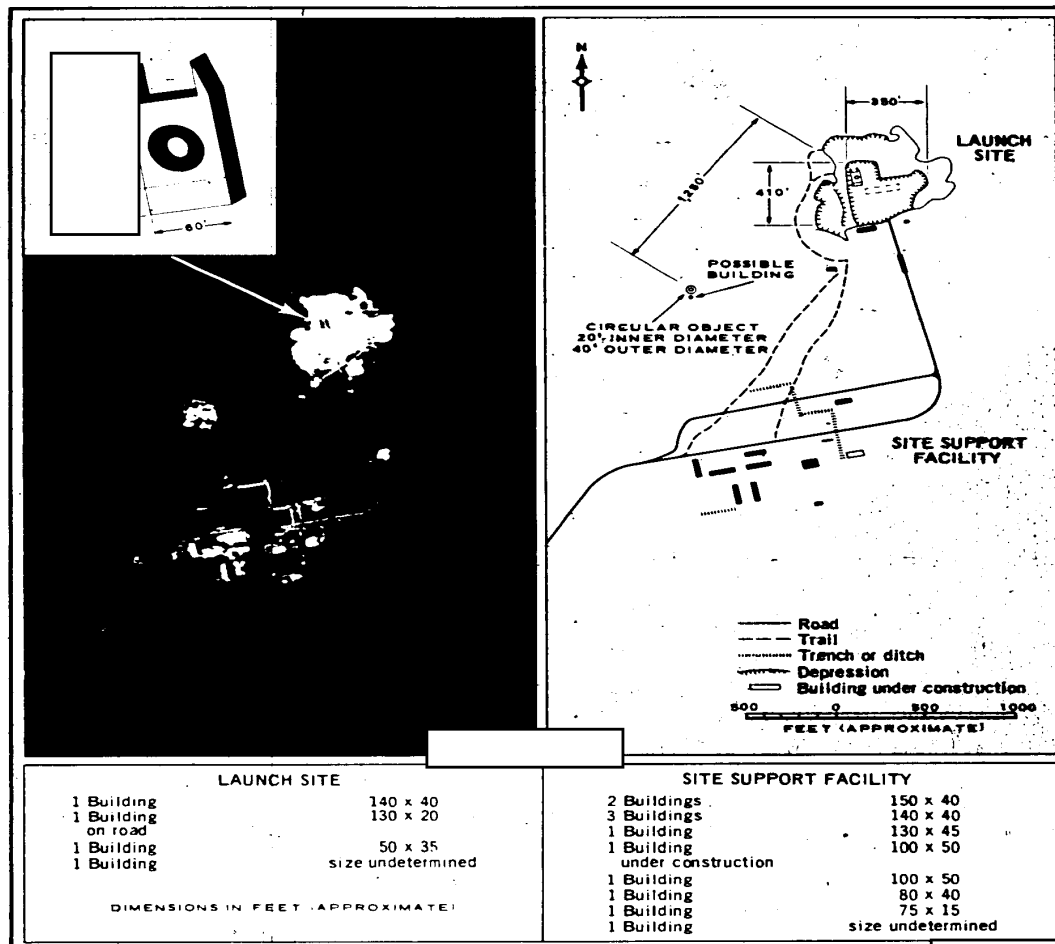 60'
N
350'
LAUNCH
SITE
1280'
410'
POSSIBLE
BUILDING
CIRCULAR OBJECT
20' INNER DIAMETER
40' OUTER DIAMETER
SITE SUPPORT
FACILITY
Road
Trail
Trench or ditch
Depression
Building under construction
500 0 500 1000
FEET (APPROXIMATE)
LAUNCH SITE
1 Building 140 x 40
1 Building 130 x 20
on road
1 Building 50 x 35
1 Building size undetermined
DIMENSIONS IN FEET (APPROXIMATE)
SITE SUPPORT FACILITY
2 Buildings 150 x 40
3 Buildings 140 x 40
1 Building 130 x 45
1 Building 100 x 50
under construction
1 Building 100 x 50
1 Building 80 x 40
1 Building 75 x 15
1 Building size undetermined